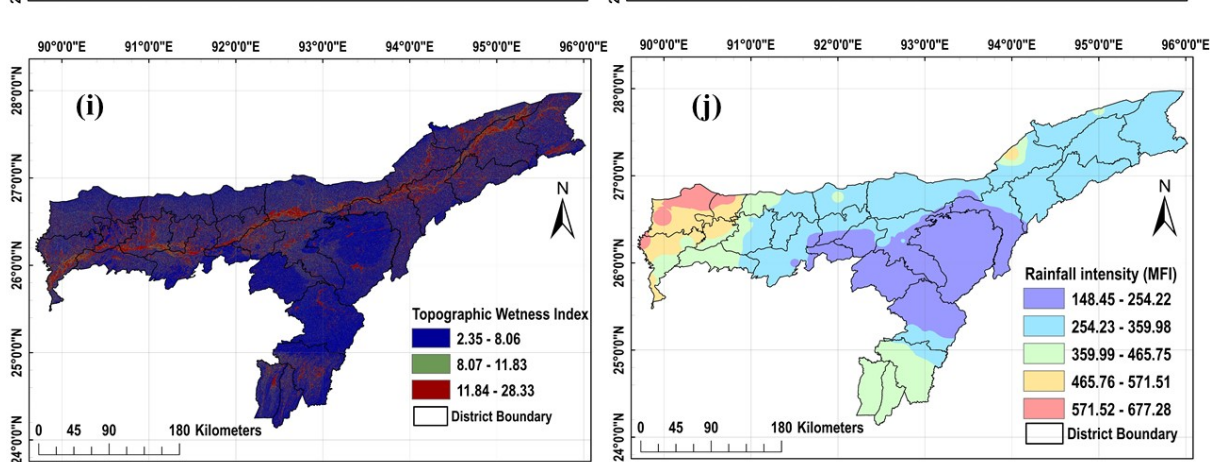 90°0'0"E 91°0'0"E 92°0'0"E 93°0'0"E 94°0'0"E 95°0'0"E 96°0'0"E
28°0'0"N
27°0'0"N
26°0'0"N
25°0'0"N
24°0'0"N
(i)
N
Topographic Wetness Index
2.35 - 8.06
8.07 - 11.83
11.84 - 28.33
District Boundary
0 45 90 180 Kilometers
90°0'0"E 91°0'0"E 92°0'0"E 93°0'0"E 94°0'0"E 95°0'0"E 96°0'0"E
28°0'0"N
27°0'0"N
26°0'0"N
25°0'0"N
24°0'0"N
(j)
N
Rainfall intensity (MFI)
148.45 - 254.22
254.23 - 359.98
359.99 - 465.75
465.76 - 571.51
571.52 - 677.28
District Boundary
0 45 90 180 Kilometers